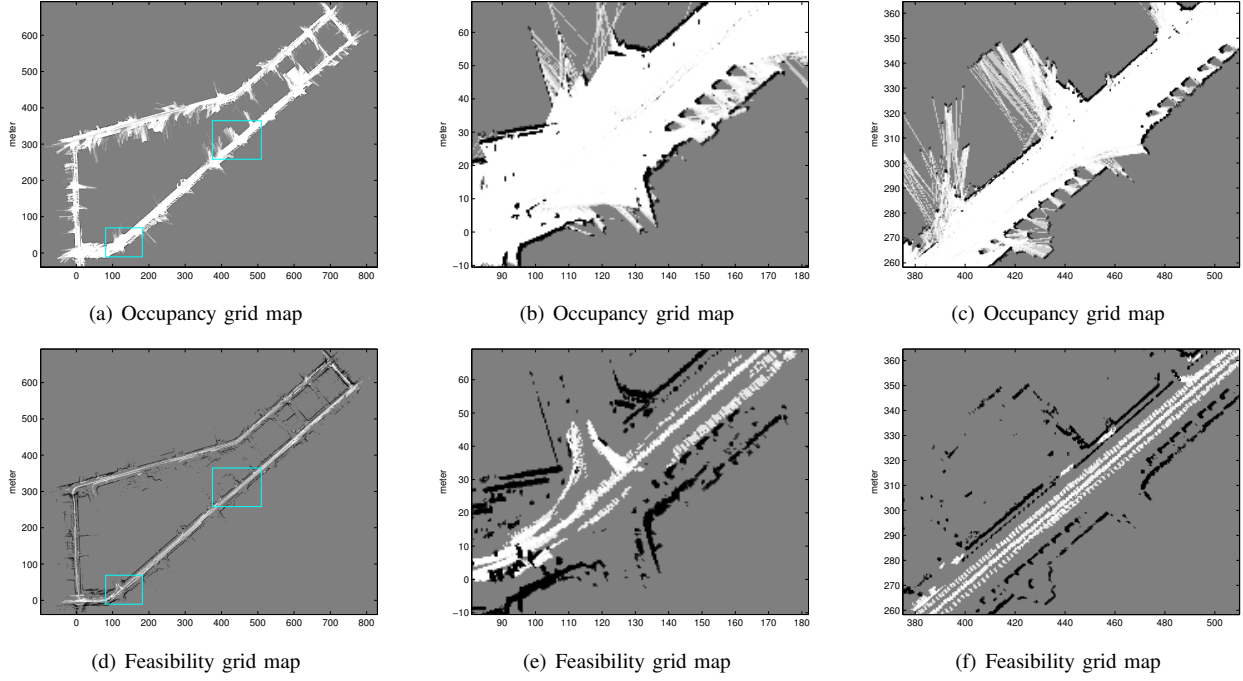 600
500
400
300
200
100
0
meter
0 100 200 300 400 500 600 700 800
(a) Occupancy grid map
60
50
40
30
20
10
0
−10
meter
90 100 110 120 130 140 150 160 170 180
(b) Occupancy grid map
360
350
340
330
320
310
300
290
280
270
260
meter
380 400 420 440 460 480 500
(c) Occupancy grid map
600
500
400
300
200
100
0
meter
0 100 200 300 400 500 600 700 800
(d) Feasibility grid map
60
50
40
30
20
10
0
−10
meter
80 90 100 110 120 130 140 150 160 170 180
(e) Feasibility grid map
360
350
340
330
320
310
300
290
280
270
260
meter
400 420 440 460 480 500
(f) Feasibility grid map